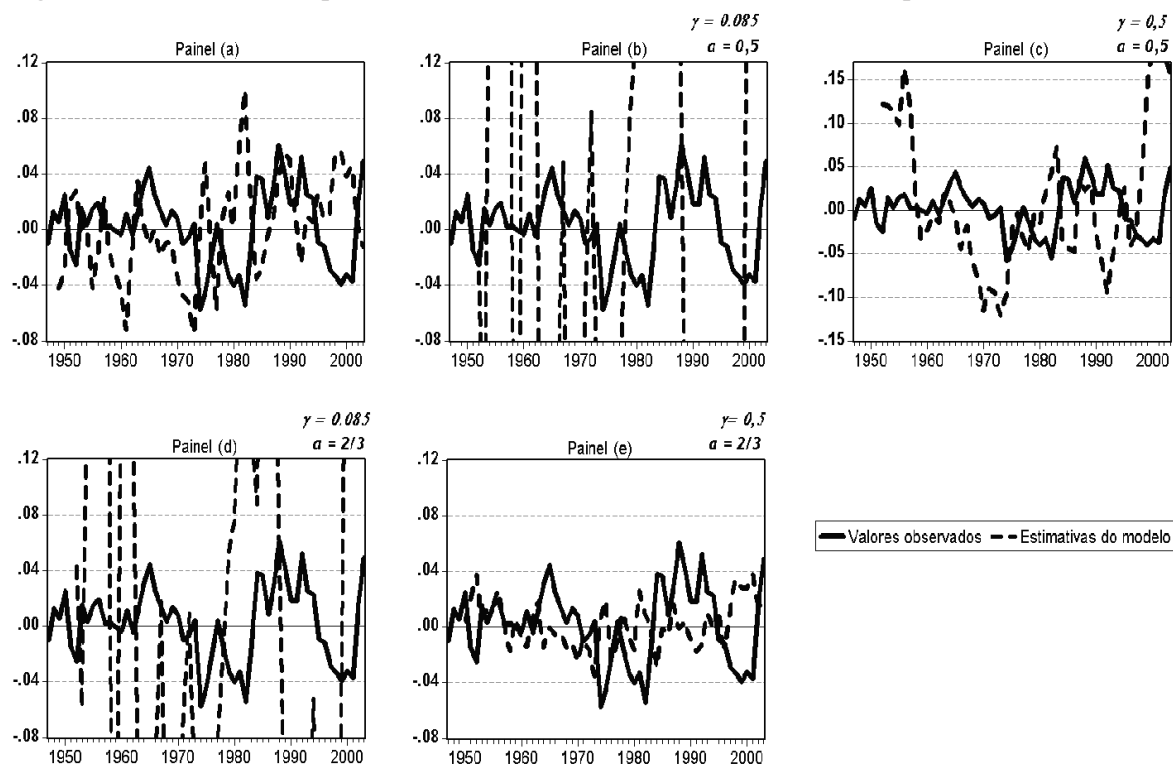 γ = 0.085
a = 0,5
γ = 0,5
a = 0,5
Painel (a)
Painel (b)
Painel (c)
.12
.08
.04
.00
-.04
-.08
1950 1960 1970 1980 1990 2000
.12
.08
.04
.00
-.04
-.08
1950 1960 1970 1980 1990 2000
.15
.10
.05
.00
-.05
-.10
-.15
1950 1960 1970 1980 1990 2000
γ = 0.085
a = 2/3
γ= 0,5
a = 2/3
Painel (d)
Painel (e)
.12
.08
.04
.00
-.04
-.08
1950 1960 1970 1980 1990 2000
.12
.08
.04
.00
-.04
-.08
1950 1960 1970 1980 1990 2000
Valores observados
Estimativas do modelo